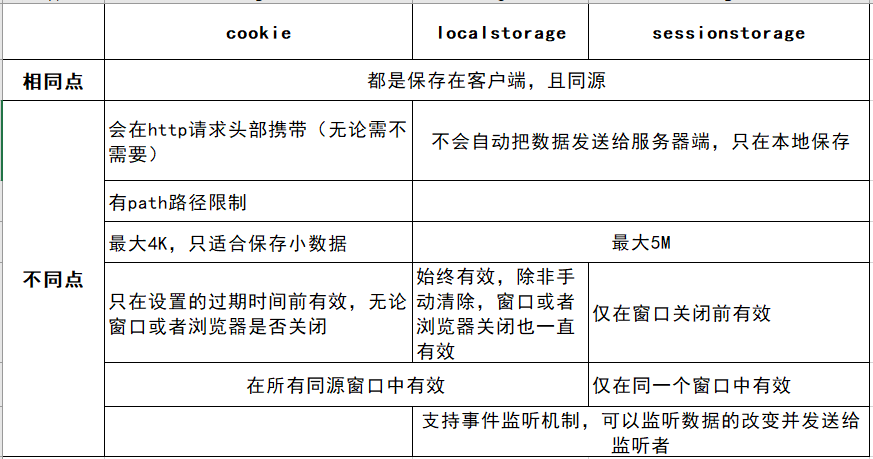 cookie localstorage sessionstorage
相同点 都是保存在客户端，且同源
不同点
会在http请求头部携带（无论需不
需要）
不会自动把数据发送给服务器端，只在本地保存
有path路径限制
最大4K，只适合保存小数据 最大5M
只在设置的过期时间前有效，无论
窗口或者浏览器是否关闭
始终有效，除非手
动清除，窗口或者
浏览器关闭也一直
有效
仅在窗口关闭前有效
在所有同源窗口中有效 仅在同一个窗口中有效
支持事件监听机制，可以监听数据的改变并发送给
监听者